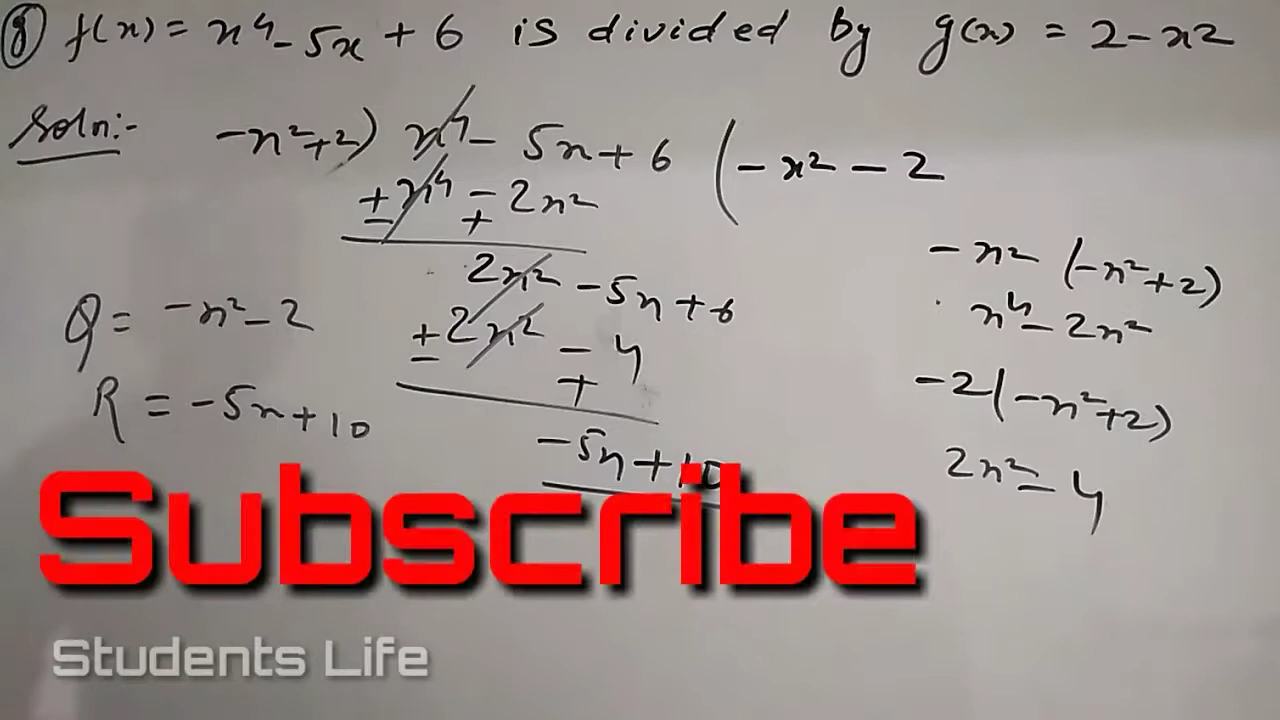 (g) f(x) = x4 - 5x + 6 is divided by g(x) = 2 - x2
Soln:-
-x2+2) x4 - 5x + 6 (-x2 - 2
+x4 - 2x2
- +
-x2 (-x2+2)
2x2 - 5x + 6
x4 - 2x2
Q = -x2 - 2
+2x2 - 4
- +
-2(-x2+2)
R = -5x + 10
-5x + 10
2x2 - 4
Subscribe
Students Life